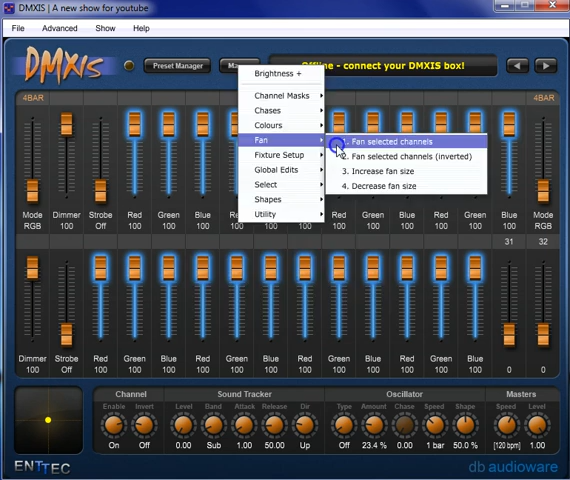 DMXIS | A new show for youtube
File Advanced Show Help
DMXIS Preset Manager Offline - connect your DMXIS box!
Brightness +
Channel Masks
Chases
Colours
Fan
Fixture Setup
Global Edits
Select
Shapes
Utility
1. Fan selected channels
2. Fan selected channels (inverted)
3. Increase fan size
4. Decrease fan size
4BAR 4BAR
Mode Dimmer Strobe Red Green Blue Red Green Blue Red Green Blue Red Green Blue Mode
RGB 100 Off 100 100 100 100 100 100 100 100 100 RGB
31 32
Dimmer Strobe Red Green Blue Red Green Blue Red Green Blue Red Green Blue
100 Off 100 100 100 100 100 100 100 100 100 100 100 100 0 0
Channel Sound Tracker Oscillator Masters
Enable Invert Level Band Attack Release Dir Type Amount Chase Speed Shape Speed Level
On Off 0.00 Sub 1.00 50.00 Up Off 23.4 % 0.00 1 bar 50.0 % [120 bpm] 1.00
ENTTEC db audioware